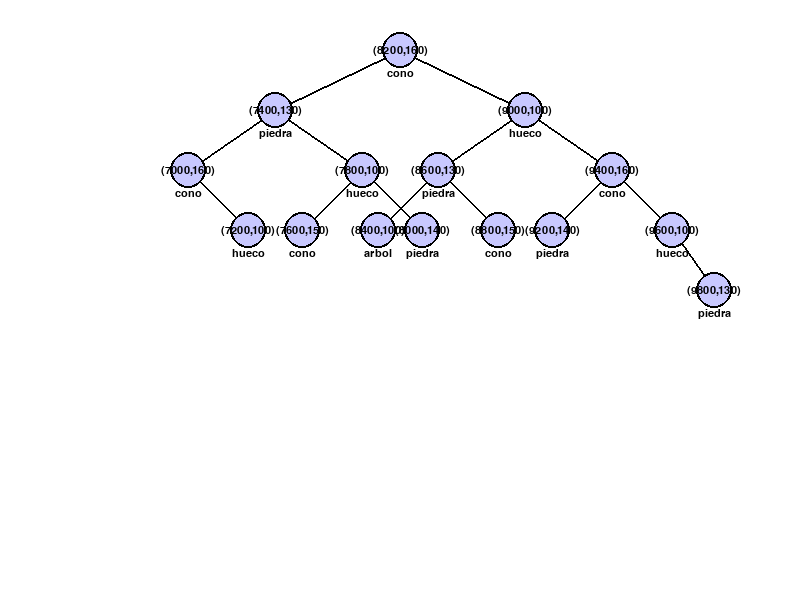 (8200,160)
cono
(7400,130)
piedra
(9000,100)
hueco
(7000,160)
cono
(7800,100)
hueco
(8600,130)
piedra
(9400,160)
cono
(7200,100)
hueco
(7600,150)
cono
(8400,100)
arbol
(8000,140)
piedra
(8800,150)
cono
(9200,140)
piedra
(9600,100)
hueco
(9800,130)
piedra